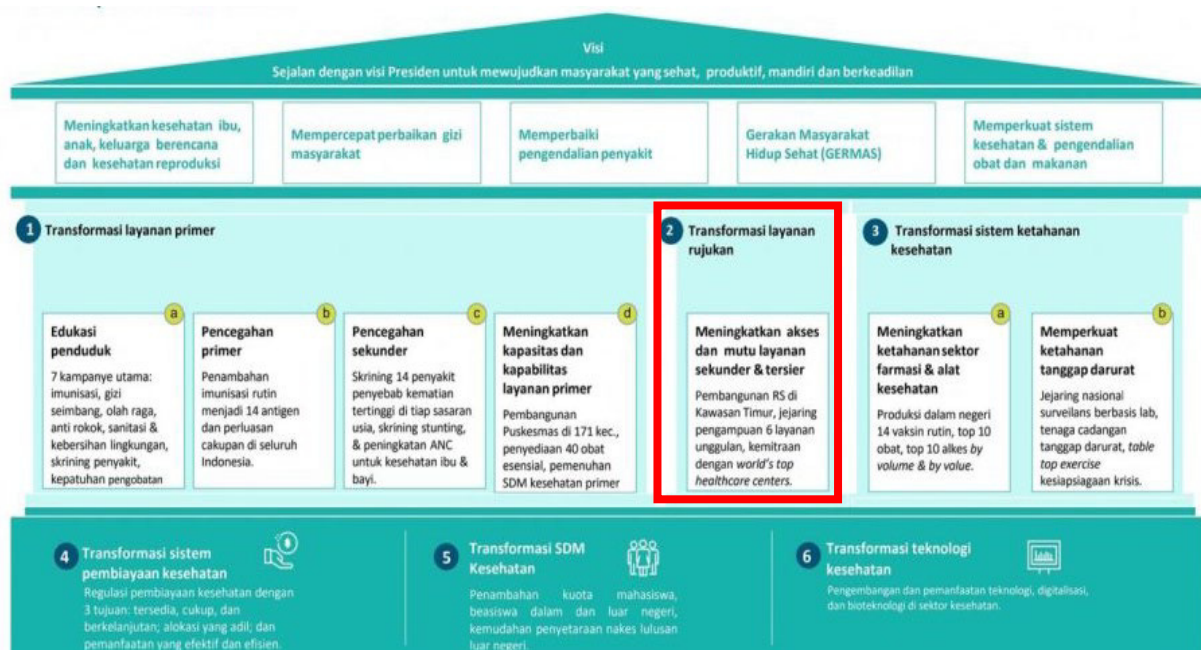 Visi
Sejalan dengan visi Presiden untuk mewujudkan masyarakat yang sehat, produktif, mandiri dan berkeadilan
Meningkatkan kesehatan ibu,
anak, keluarga berencana
dan kesehatan reproduksi
Mempercepat perbaikan gizi
masyarakat
Memperbaiki
pengendalian penyakit
Gerakan Masyarakat
Hidup Sehat (GERMAS)
Memperkuat sistem
kesehatan & pengendalian
obat dan makanan
1 Transformasi layanan primer
a
Edukasi
penduduk
7 kampanye utama:
imunisasi, gizi
seimbang, olah raga,
anti rokok, sanitasi &
kebersihan lingkungan,
skrining penyakit,
kepatuhan pengobatan
b
Pencegahan
primer
Penambahan
imunisasi rutin
menjadi 14 antigen
dan perluasan
cakupan di seluruh
Indonesia.
c
Pencegahan
sekunder
Skrining 14 penyakit
penyebab kematian
tertinggi di tiap sasaran
usia, skrining stunting,
& peningkatan ANC
untuk kesehatan ibu &
bayi.
d
Meningkatkan
kapasitas dan
kapabilitas
layanan primer
Pembangunan
Puskesmas di 171 kec.,
penyediaan 40 obat
esensial, pemenuhan
SDM kesehatan primer
2 Transformasi layanan
rujukan
Meningkatkan akses
dan mutu layanan
sekunder & tersier
Pembangunan RS di
Kawasan Timur, jejaring
pengampuan 6 layanan
unggulan, kemitraan
dengan world's top
healthcare centers.
3 Transformasi sistem ketahanan
kesehatan
a
Meningkatkan
ketahanan sektor
farmasi & alat
kesehatan
Produksi dalam negeri
14 vaksin rutin, top 10
obat, top 10 alkes by
volume & by value.
b
Memperkuat
ketahanan
tanggap darurat
Jejaring nasional
surveilans berbasis lab,
tenaga cadangan
tanggap darurat, table
top exercise
kesiapsiagaan krisis.
4 Transformasi sistem
pembiayaan kesehatan
Regulasi pembiayaan kesehatan dengan
3 tujuan: tersedia, cukup, dan
berkelanjutan; alokasi yang adil; dan
pemanfaatan yang efektif dan efisien.
5 Transformasi SDM
Kesehatan
Penambahan kuota mahasiswa,
beasiswa dalam dan luar negeri,
kemudahan penyetaraan nakes lulusan
luar negeri.
6 Transformasi teknologi
kesehatan
Pengembangan dan pemanfaatan teknologi, digitalisasi,
dan bioteknologi di sektor kesehatan.